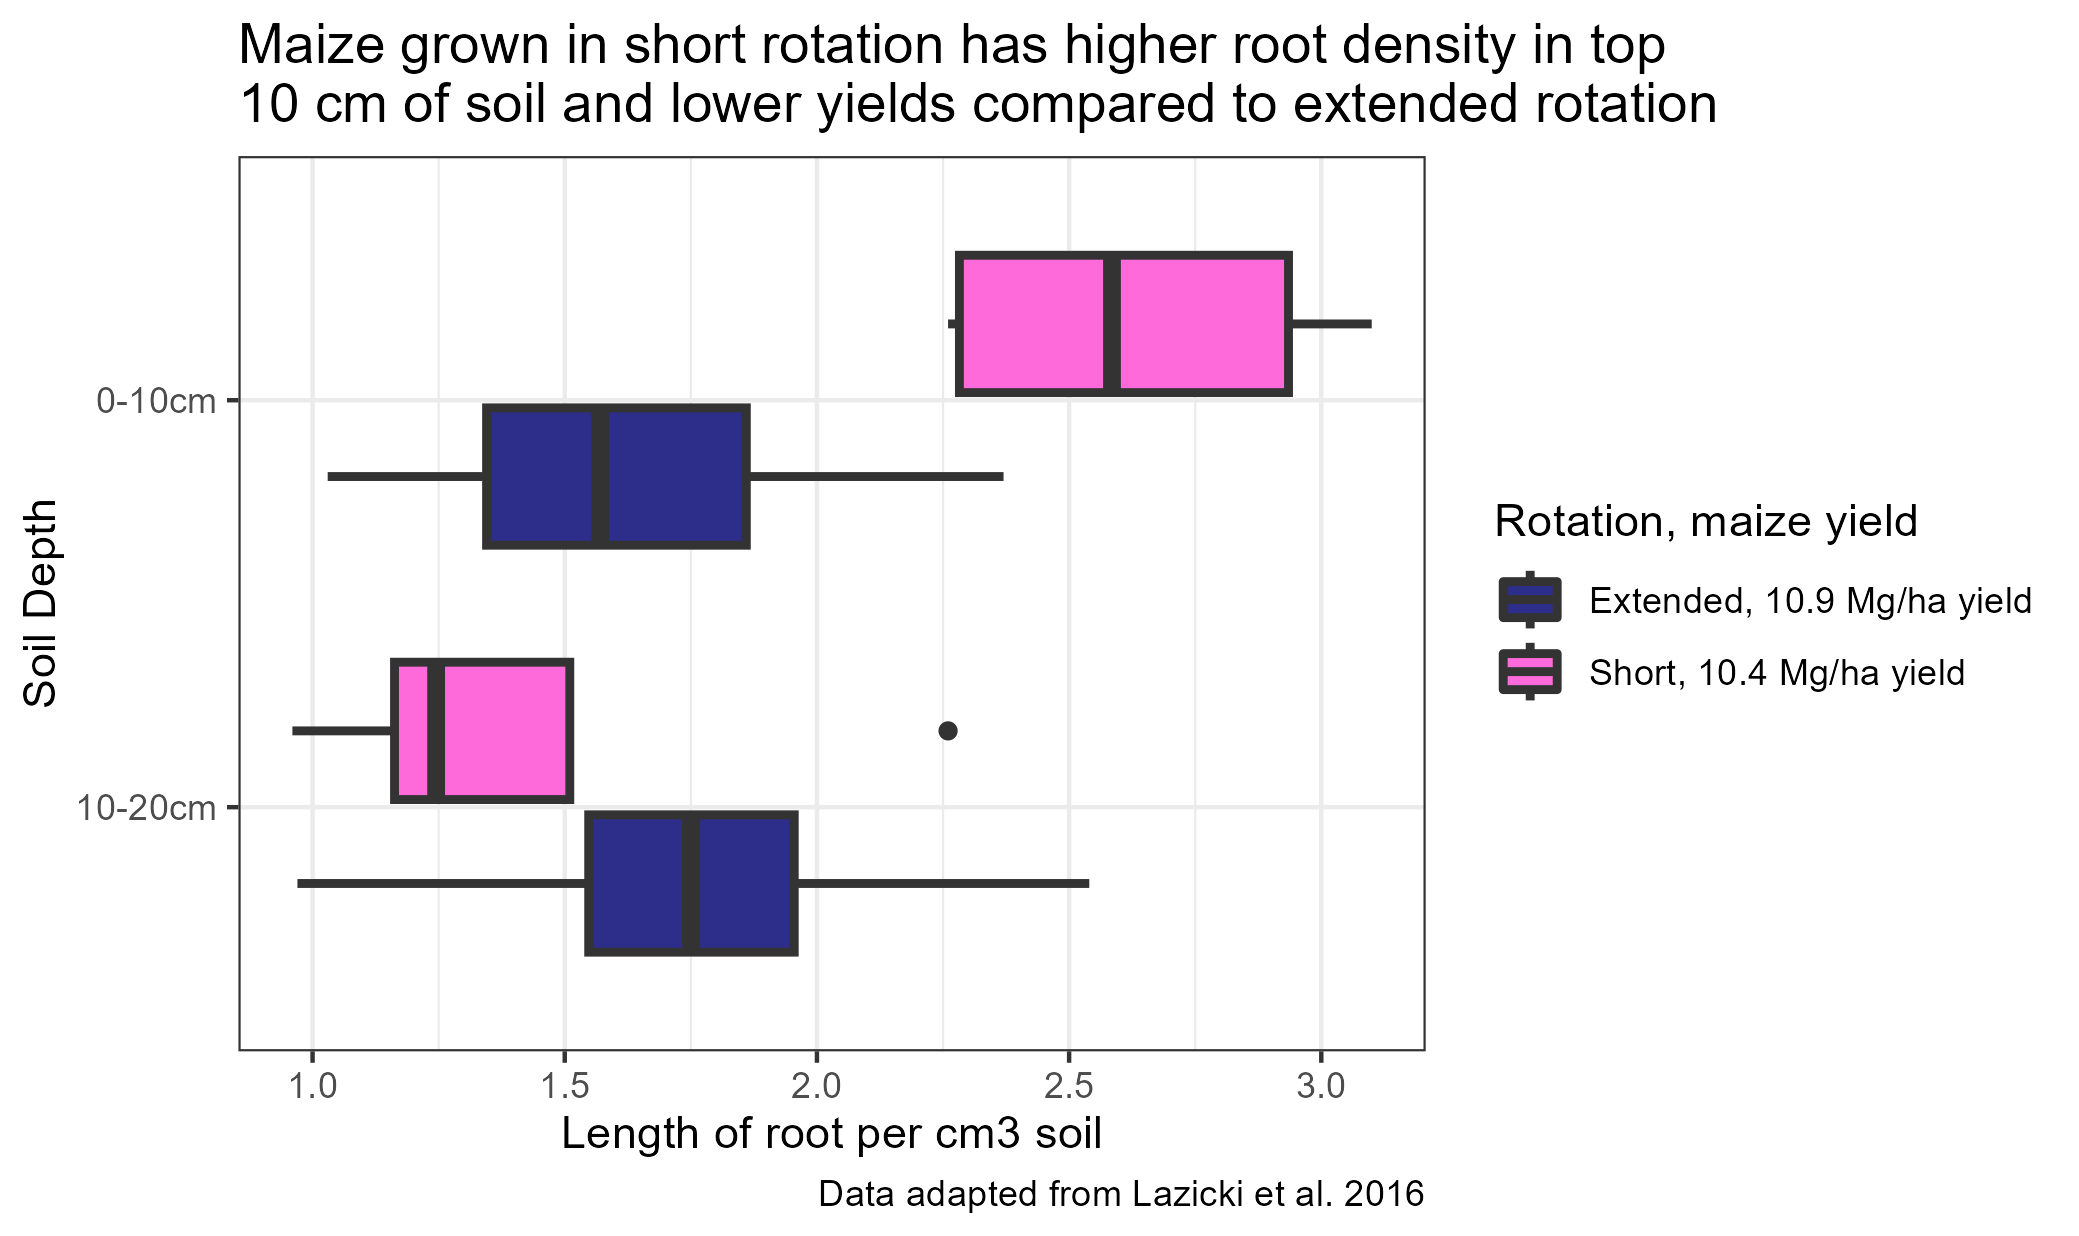 Maize grown in short rotation has higher root density in top
10 cm of soil and lower yields compared to extended rotation
Soil Depth
0-10cm
10-20cm
1.0 1.5 2.0 2.5 3.0
Length of root per cm3 soil
Data adapted from Lazicki et al. 2016
Rotation, maize yield
Extended, 10.9 Mg/ha yield
Short, 10.4 Mg/ha yield